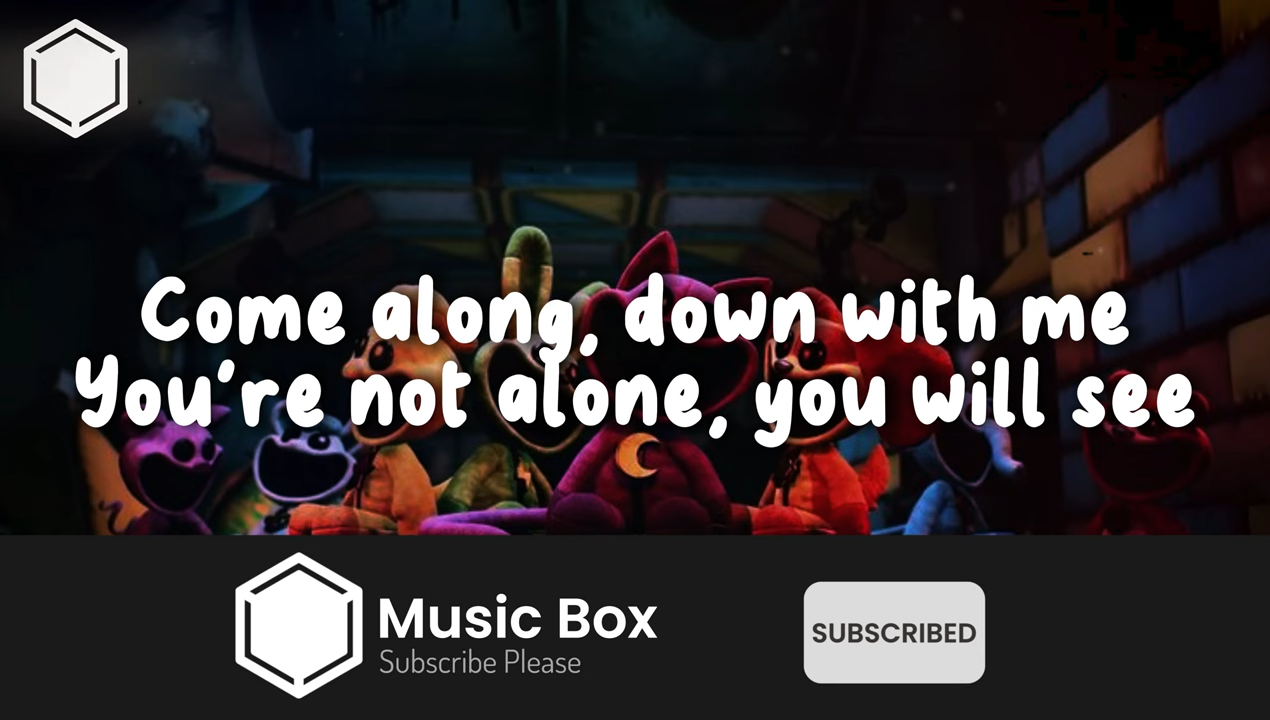 Come along, down with me
You're not alone, you will see
Music Box
Subscribe Please
SUBSCRIBED